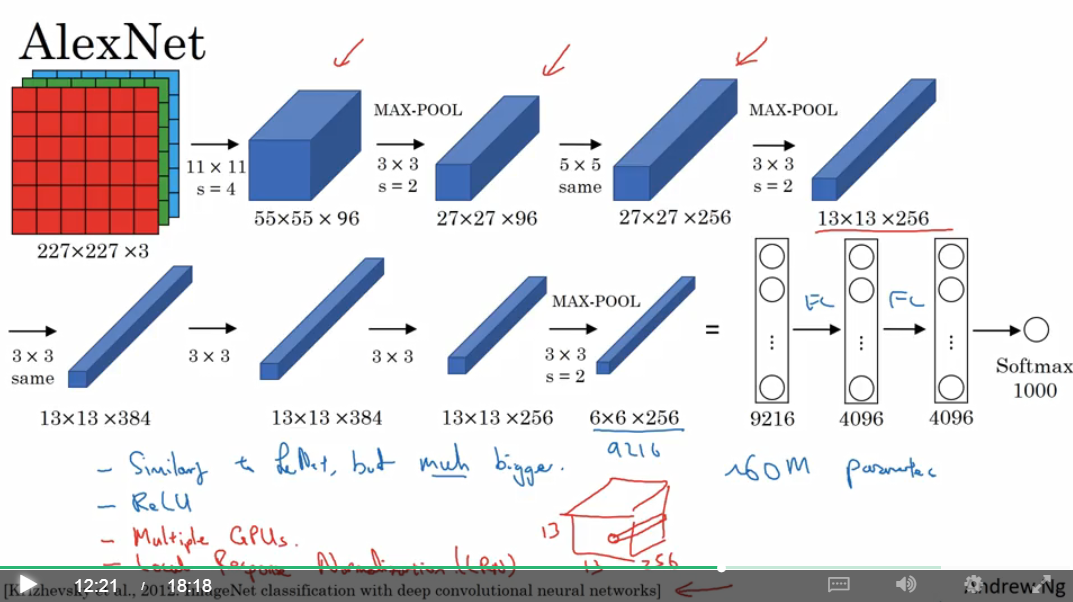 AlexNet
11 × 11
s = 4
MAX-POOL
3 × 3
s = 2
5 × 5
same
MAX-POOL
3 × 3
s = 2
227×227 ×3
55×55 × 96
27×27 ×96
27×27 ×256
13×13 ×256
3 × 3
same
3 × 3
3 × 3
MAX-POOL
3 × 3
s = 2
=
FC
FC
Softmax
1000
13×13 ×384
13×13 ×384
13×13 ×256
6×6 ×256
9216
4096
4096
9216
- Similar to LeNet, but much bigger.
~60M
- ReLU
- Multiple GPUs.
13
13
256
- Local Response Normalization (LRN)
12:21 / 18:18
[Krizhevsky et al., 2012. ImageNet classification with deep convolutional neural networks]
Andrew Ng